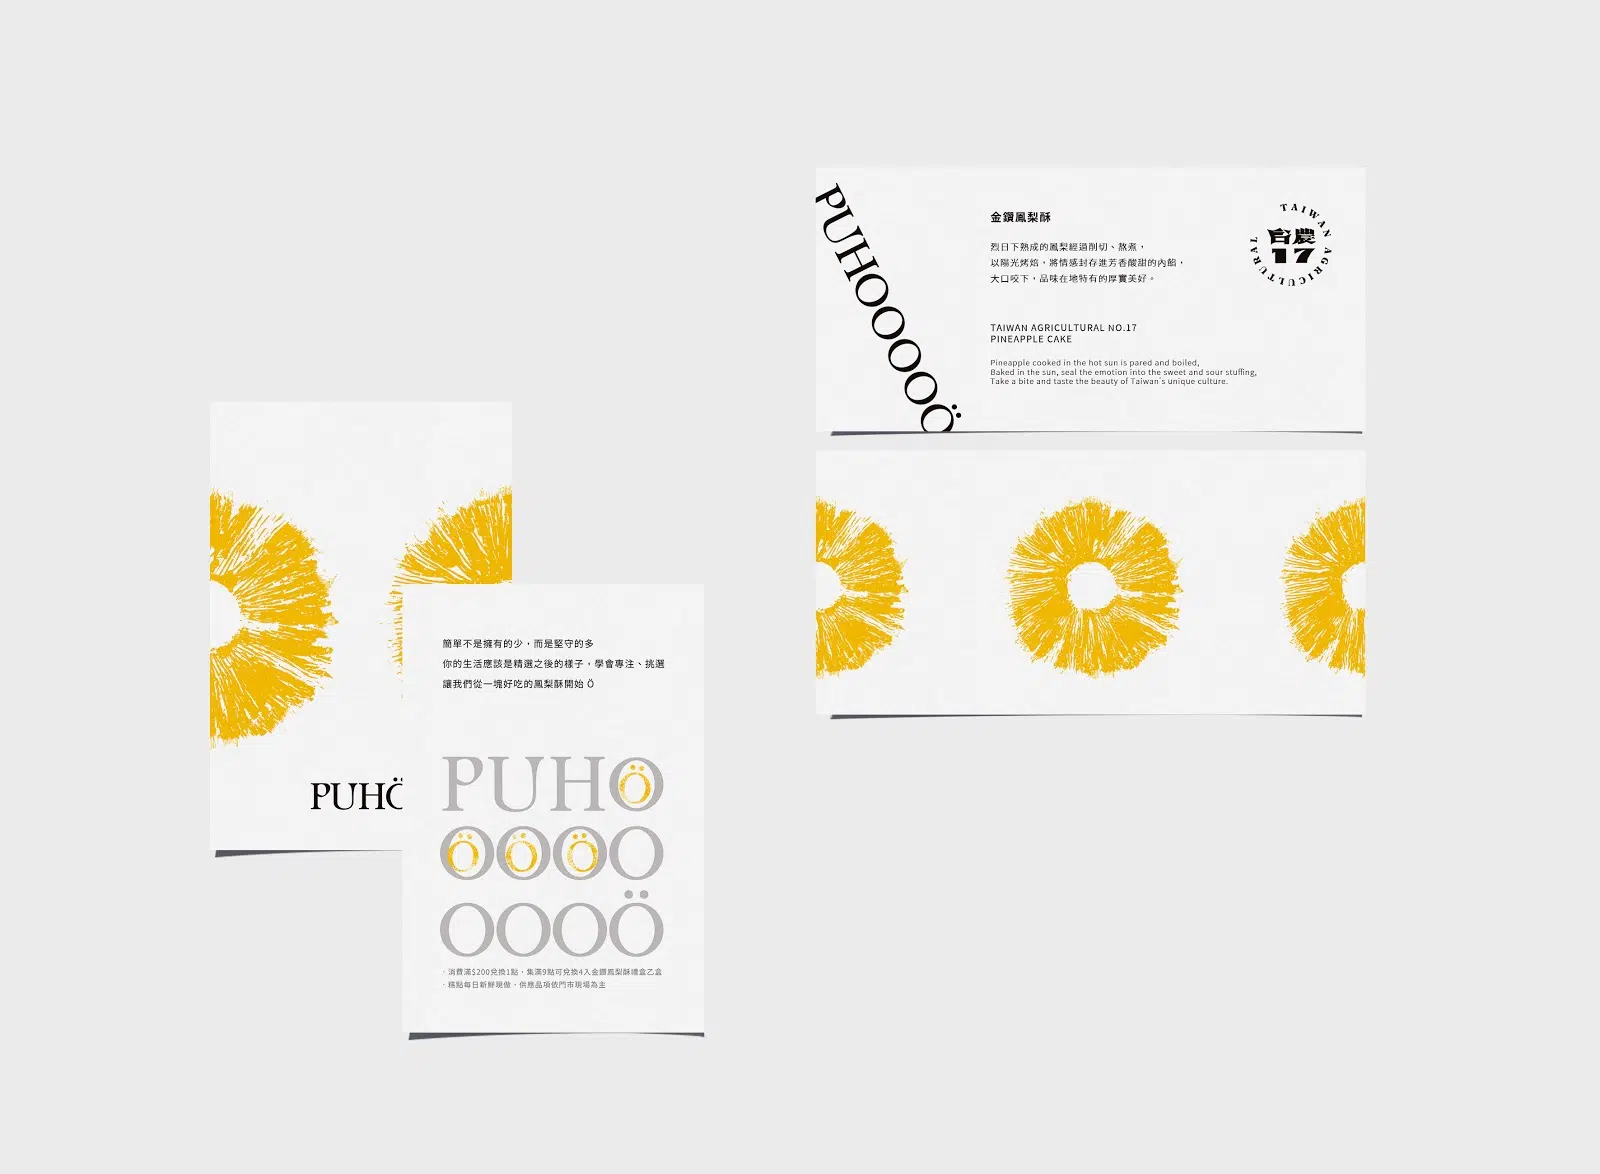 PUHOOOOÖ
金鑽鳳梨酥
烈日下熟成的鳳梨經過削切、熬煮，
以陽光烤焙，將情感封存進芳香酸甜的內餡，
大口咬下，品味在地特有的厚實美好。
TAIWAN AGRICULTURAL NO.17
PINEAPPLE CAKE
Pineapple cooked in the hot sun is pared and boiled,
Baked in the sun, seal the emotion into the sweet and sour stuffing,
Take a bite and taste the beauty of Taiwan's unique culture.
TAIWAN AGRICULTURAL
台農
17
PUHÖ
簡單不是擁有的少，而是堅守的多
你的生活應該是精選之後的樣子，學會專注、挑選
讓我們從一塊好吃的鳳梨酥開始 Ö
PUHO
Ö
OOOO
Ö Ö Ö
OOOÖ
· 消費滿$200兌換1點，集滿9點可兌換4入金鑽鳳梨酥禮盒乙盒
· 糕點每日新鮮現做，供應品項依門市現場為主